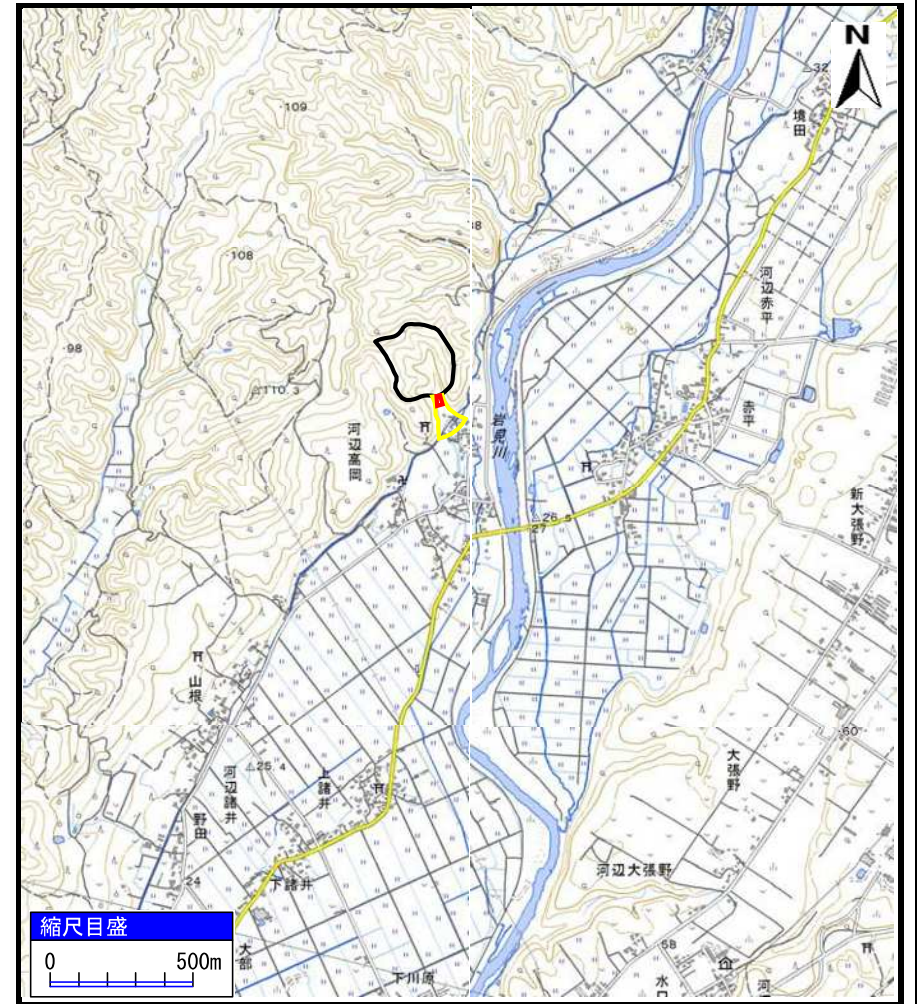 N
32
境田
109
38
108
河辺赤平
98
110.3
河辺高岡
岩見川
赤平
新大張野
26.5
27
山根
60
大張野
河辺諸井
25.4
上諸井
野田
24
下諸井
河辺大張野
縮尺目盛
0 500m
大部
下川原
58
水口
河